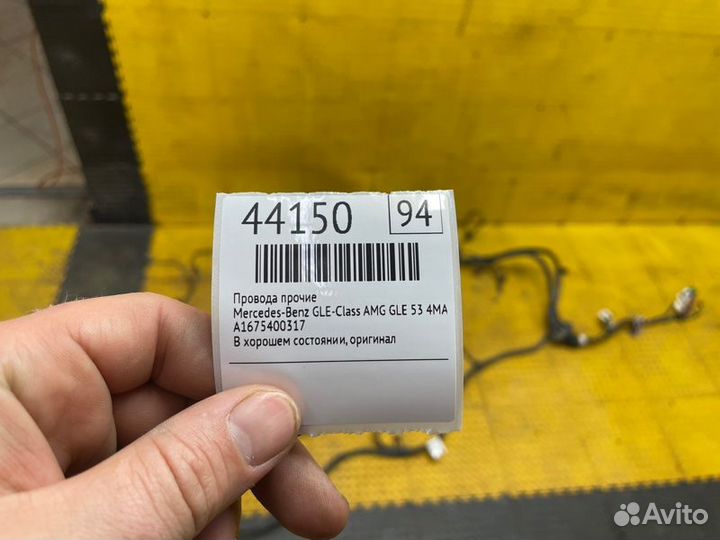 44150 94
Провода прочие
Mercedes-Benz GLE-Class AMG GLE 53 4MA
A1675400317
В хорошем состоянии, оригинал
Avito